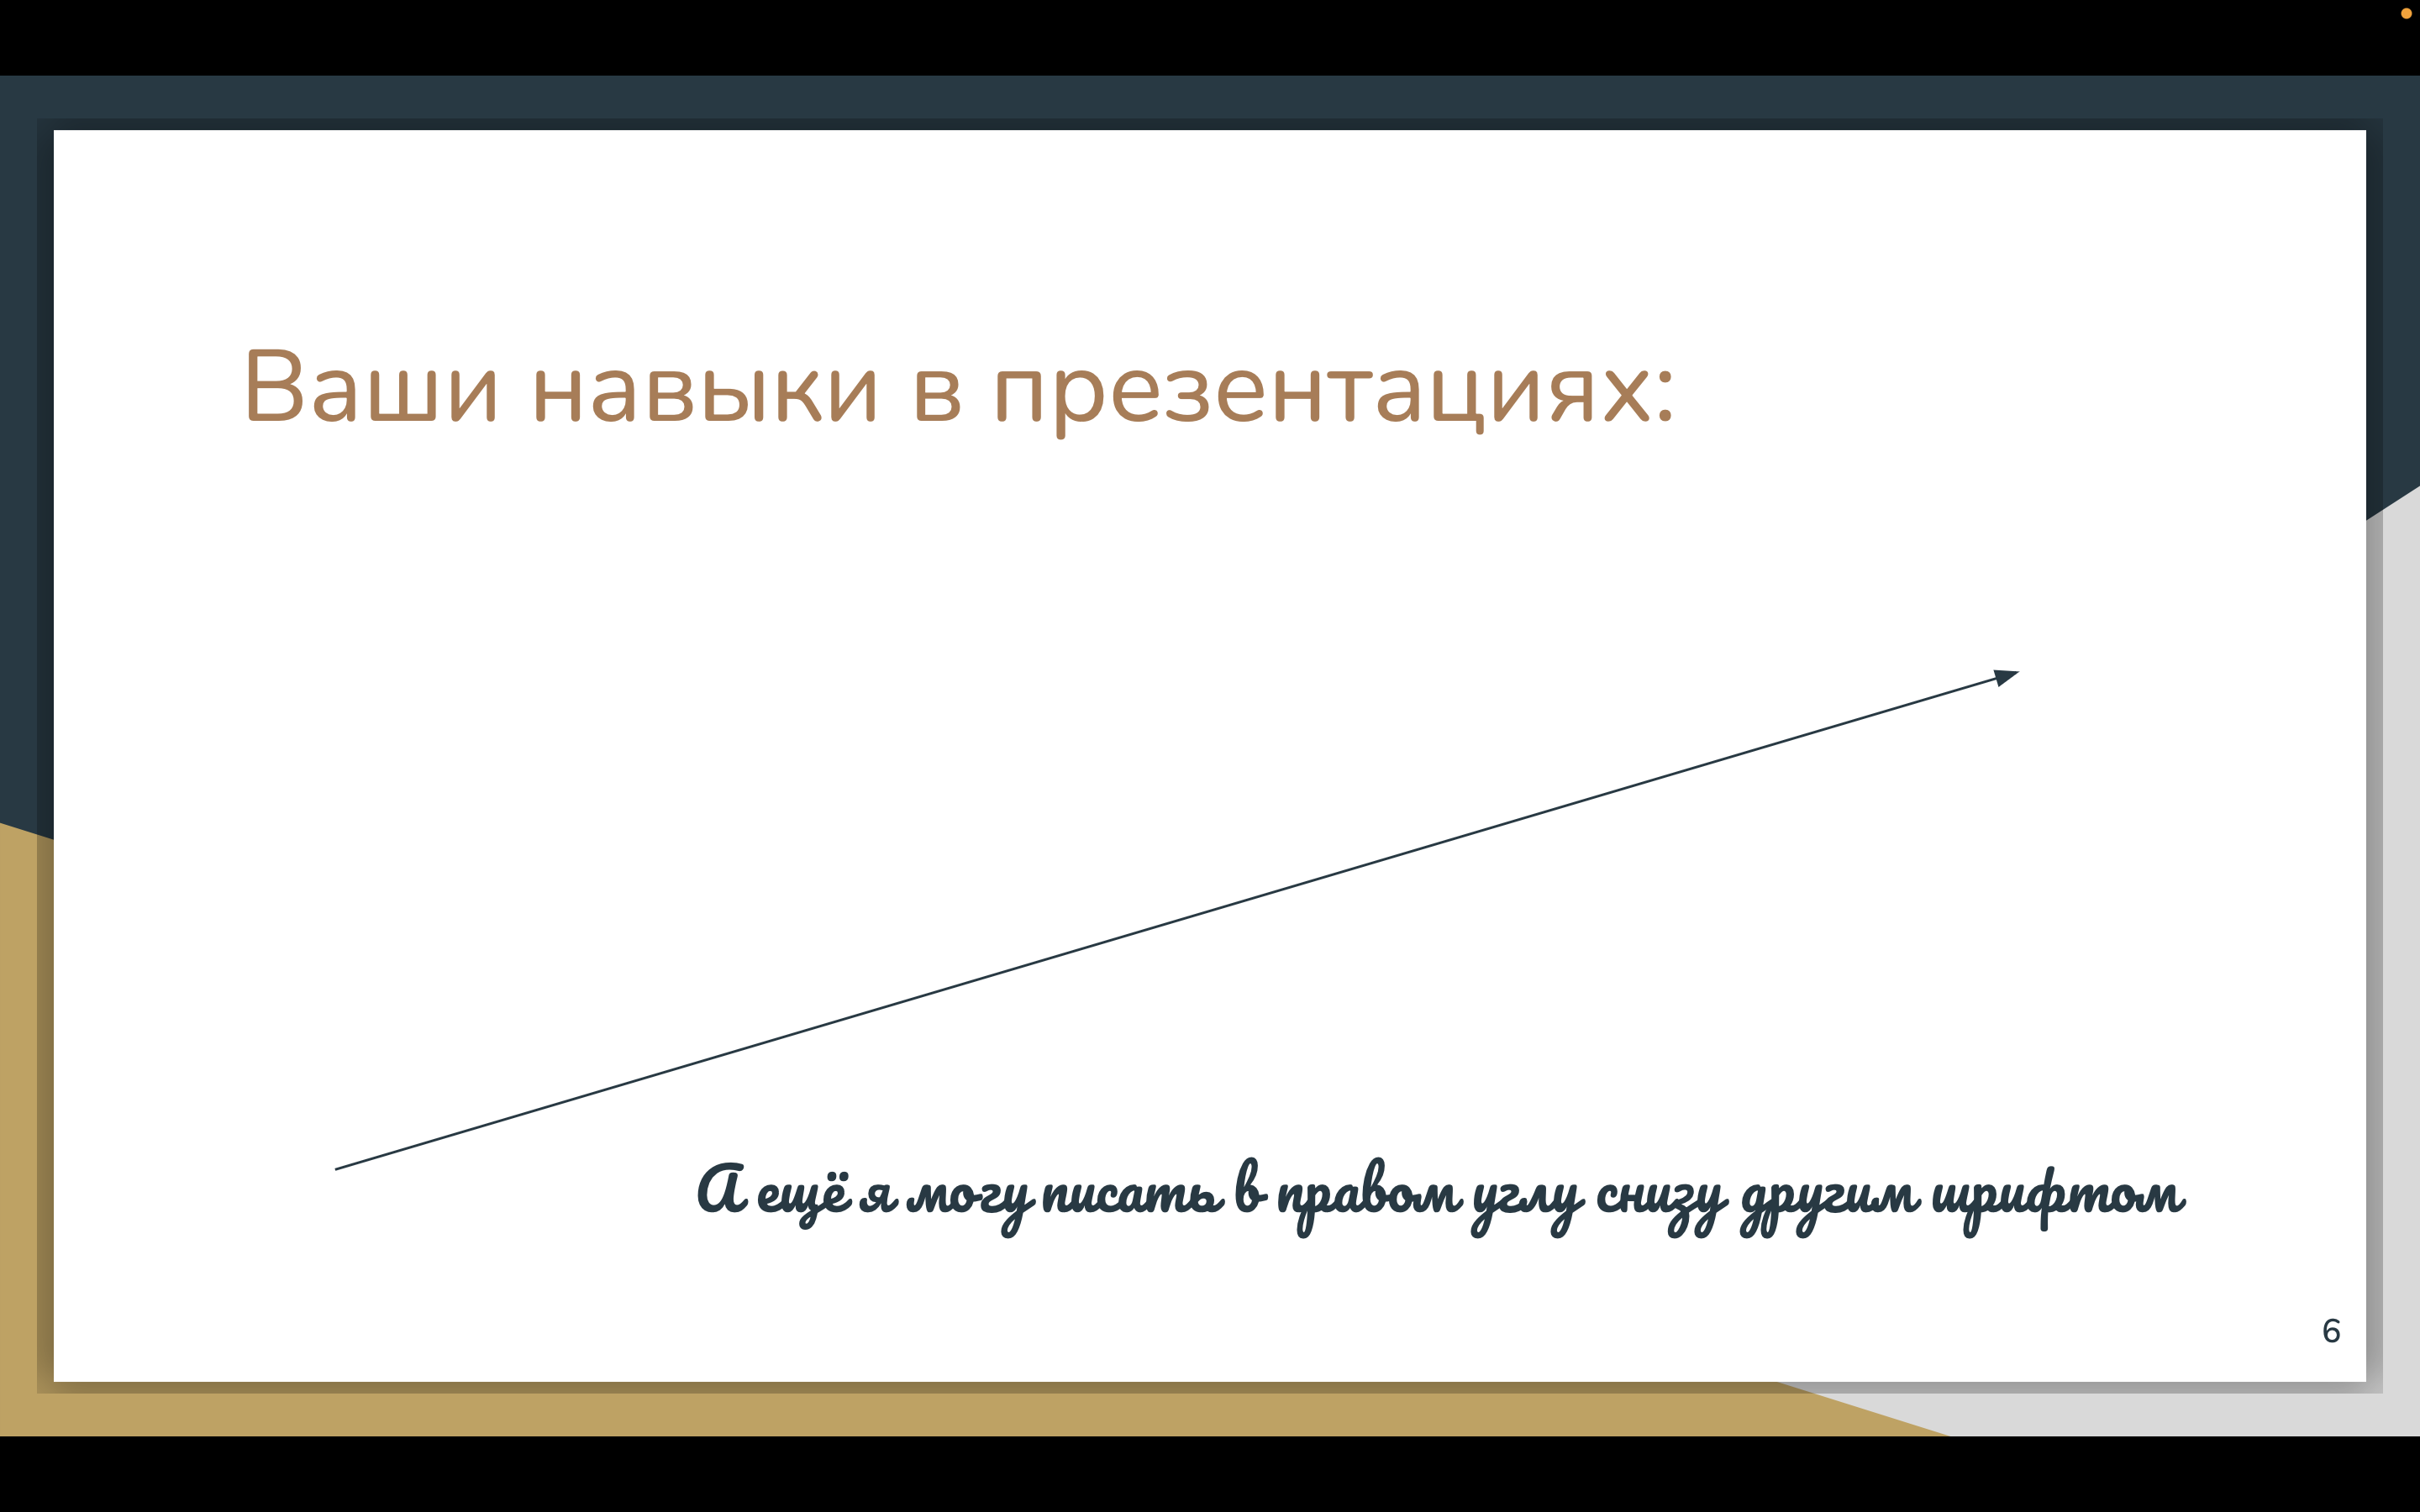 Ваши навыки в презентациях:
А ещё я могу писать в правом углу снизу другим шрифтом
6